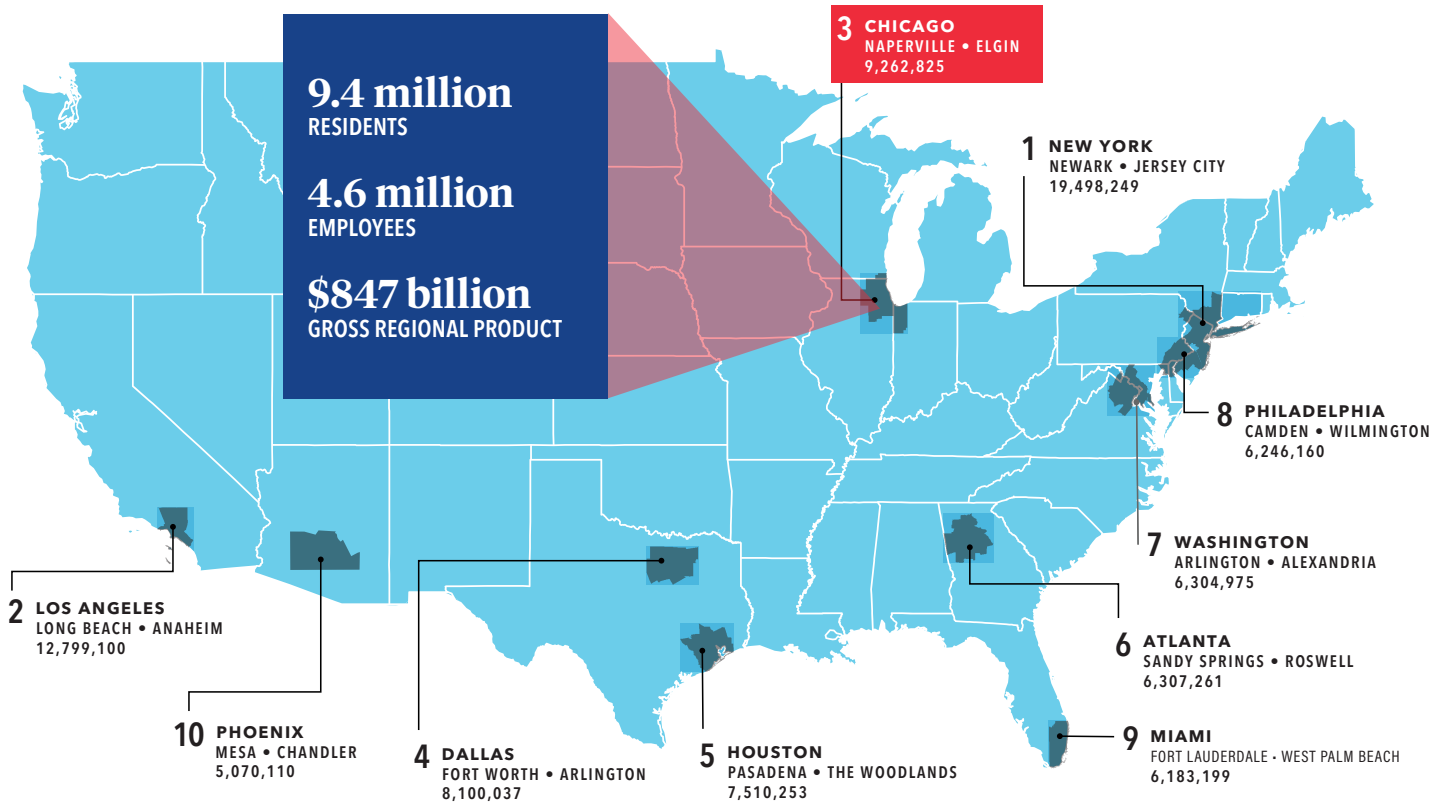 9.4 million
RESIDENTS
4.6 million
EMPLOYEES
$847 billion
GROSS REGIONAL PRODUCT
3 CHICAGO
NAPERVILLE • ELGIN
9,262,825
1 NEW YORK
NEWARK • JERSEY CITY
19,498,249
8 PHILADELPHIA
CAMDEN • WILMINGTON
6,246,160
7 WASHINGTON
ARLINGTON • ALEXANDRIA
6,304,975
2 LOS ANGELES
LONG BEACH • ANAHEIM
12,799,100
6 ATLANTA
SANDY SPRINGS • ROSWELL
6,307,261
10 PHOENIX
MESA • CHANDLER
5,070,110
4 DALLAS
FORT WORTH • ARLINGTON
8,100,037
5 HOUSTON
PASADENA • THE WOODLANDS
7,510,253
9 MIAMI
FORT LAUDERDALE · WEST PALM BEACH
6,183,199